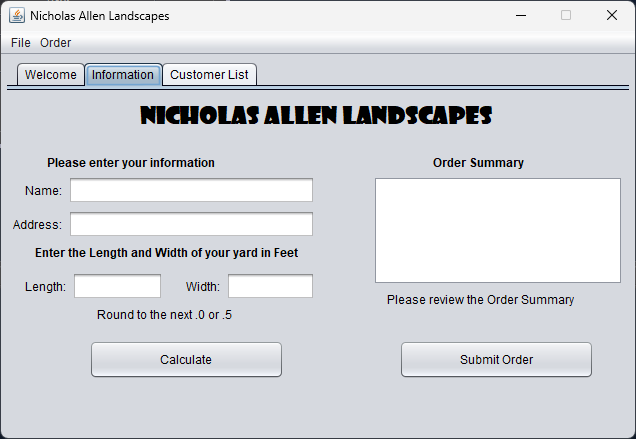 Nicholas Allen Landscapes
File Order
Welcome Information Customer List
NICHOLAS ALLEN LANDSCAPES
Please enter your information
Order Summary
Name:
Address:
Enter the Length and Width of your yard in Feet
Length: Width:
Please review the Order Summary
Round to the next .0 or .5
Calculate
Submit Order